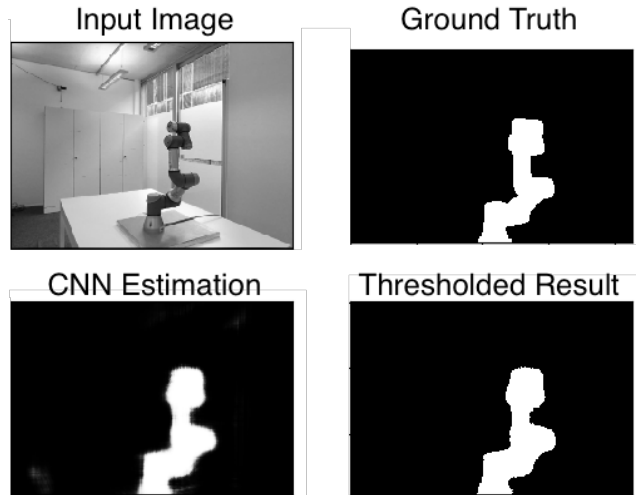 Input Image
Ground Truth
CNN Estimation
Thresholded Result